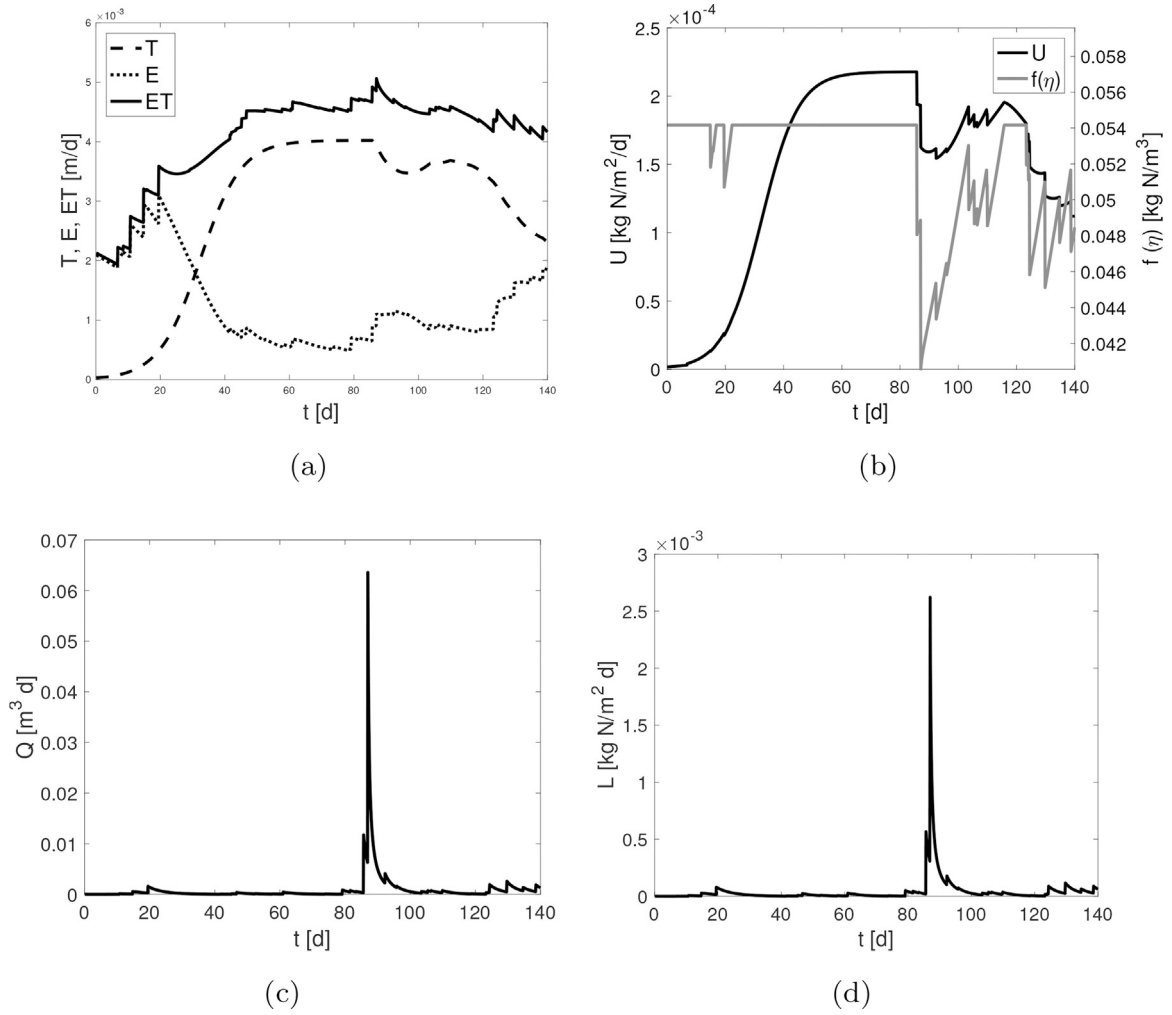 ×10⁻³
6
5
4
3
2
1
0
T, E, ET [m/d]
T
E
ET
0 20 40 60 80 100 120 140
t [d]
(a)
×10⁻⁴
2.5
2
1.5
1
0.5
0
U [kg N/m²/d]
U
f(η)
0.058
0.056
0.054
0.052
0.05
0.048
0.046
0.044
0.042
f (η) [kg N/m³]
0 20 40 60 80 100 120 140
t [d]
(b)
0.07
0.06
0.05
0.04
0.03
0.02
0.01
0
Q [m³ d]
0 20 40 60 80 100 120 140
t [d]
(c)
×10⁻³
3
2.5
2
1.5
1
0.5
0
L [kg N/m² d]
0 20 40 60 80 100 120 140
t [d]
(d)